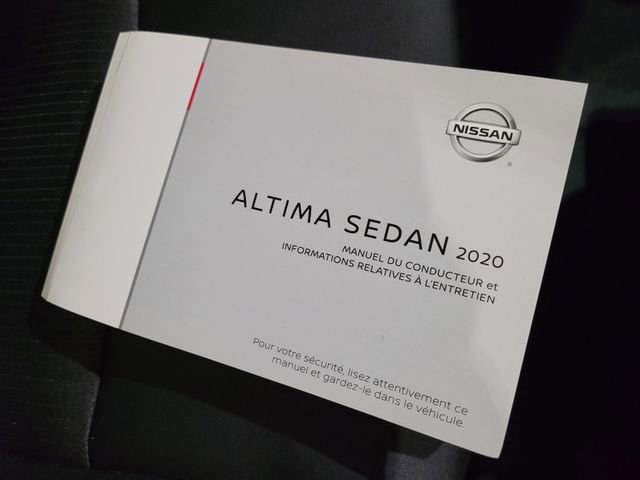 NISSAN
ALTIMA SEDAN 2020
MANUEL DU CONDUCTEUR et
INFORMATIONS RELATIVES À L'ENTRETIEN
Pour votre sécurité, lisez attentivement ce
manuel et gardez-le dans le véhicule.